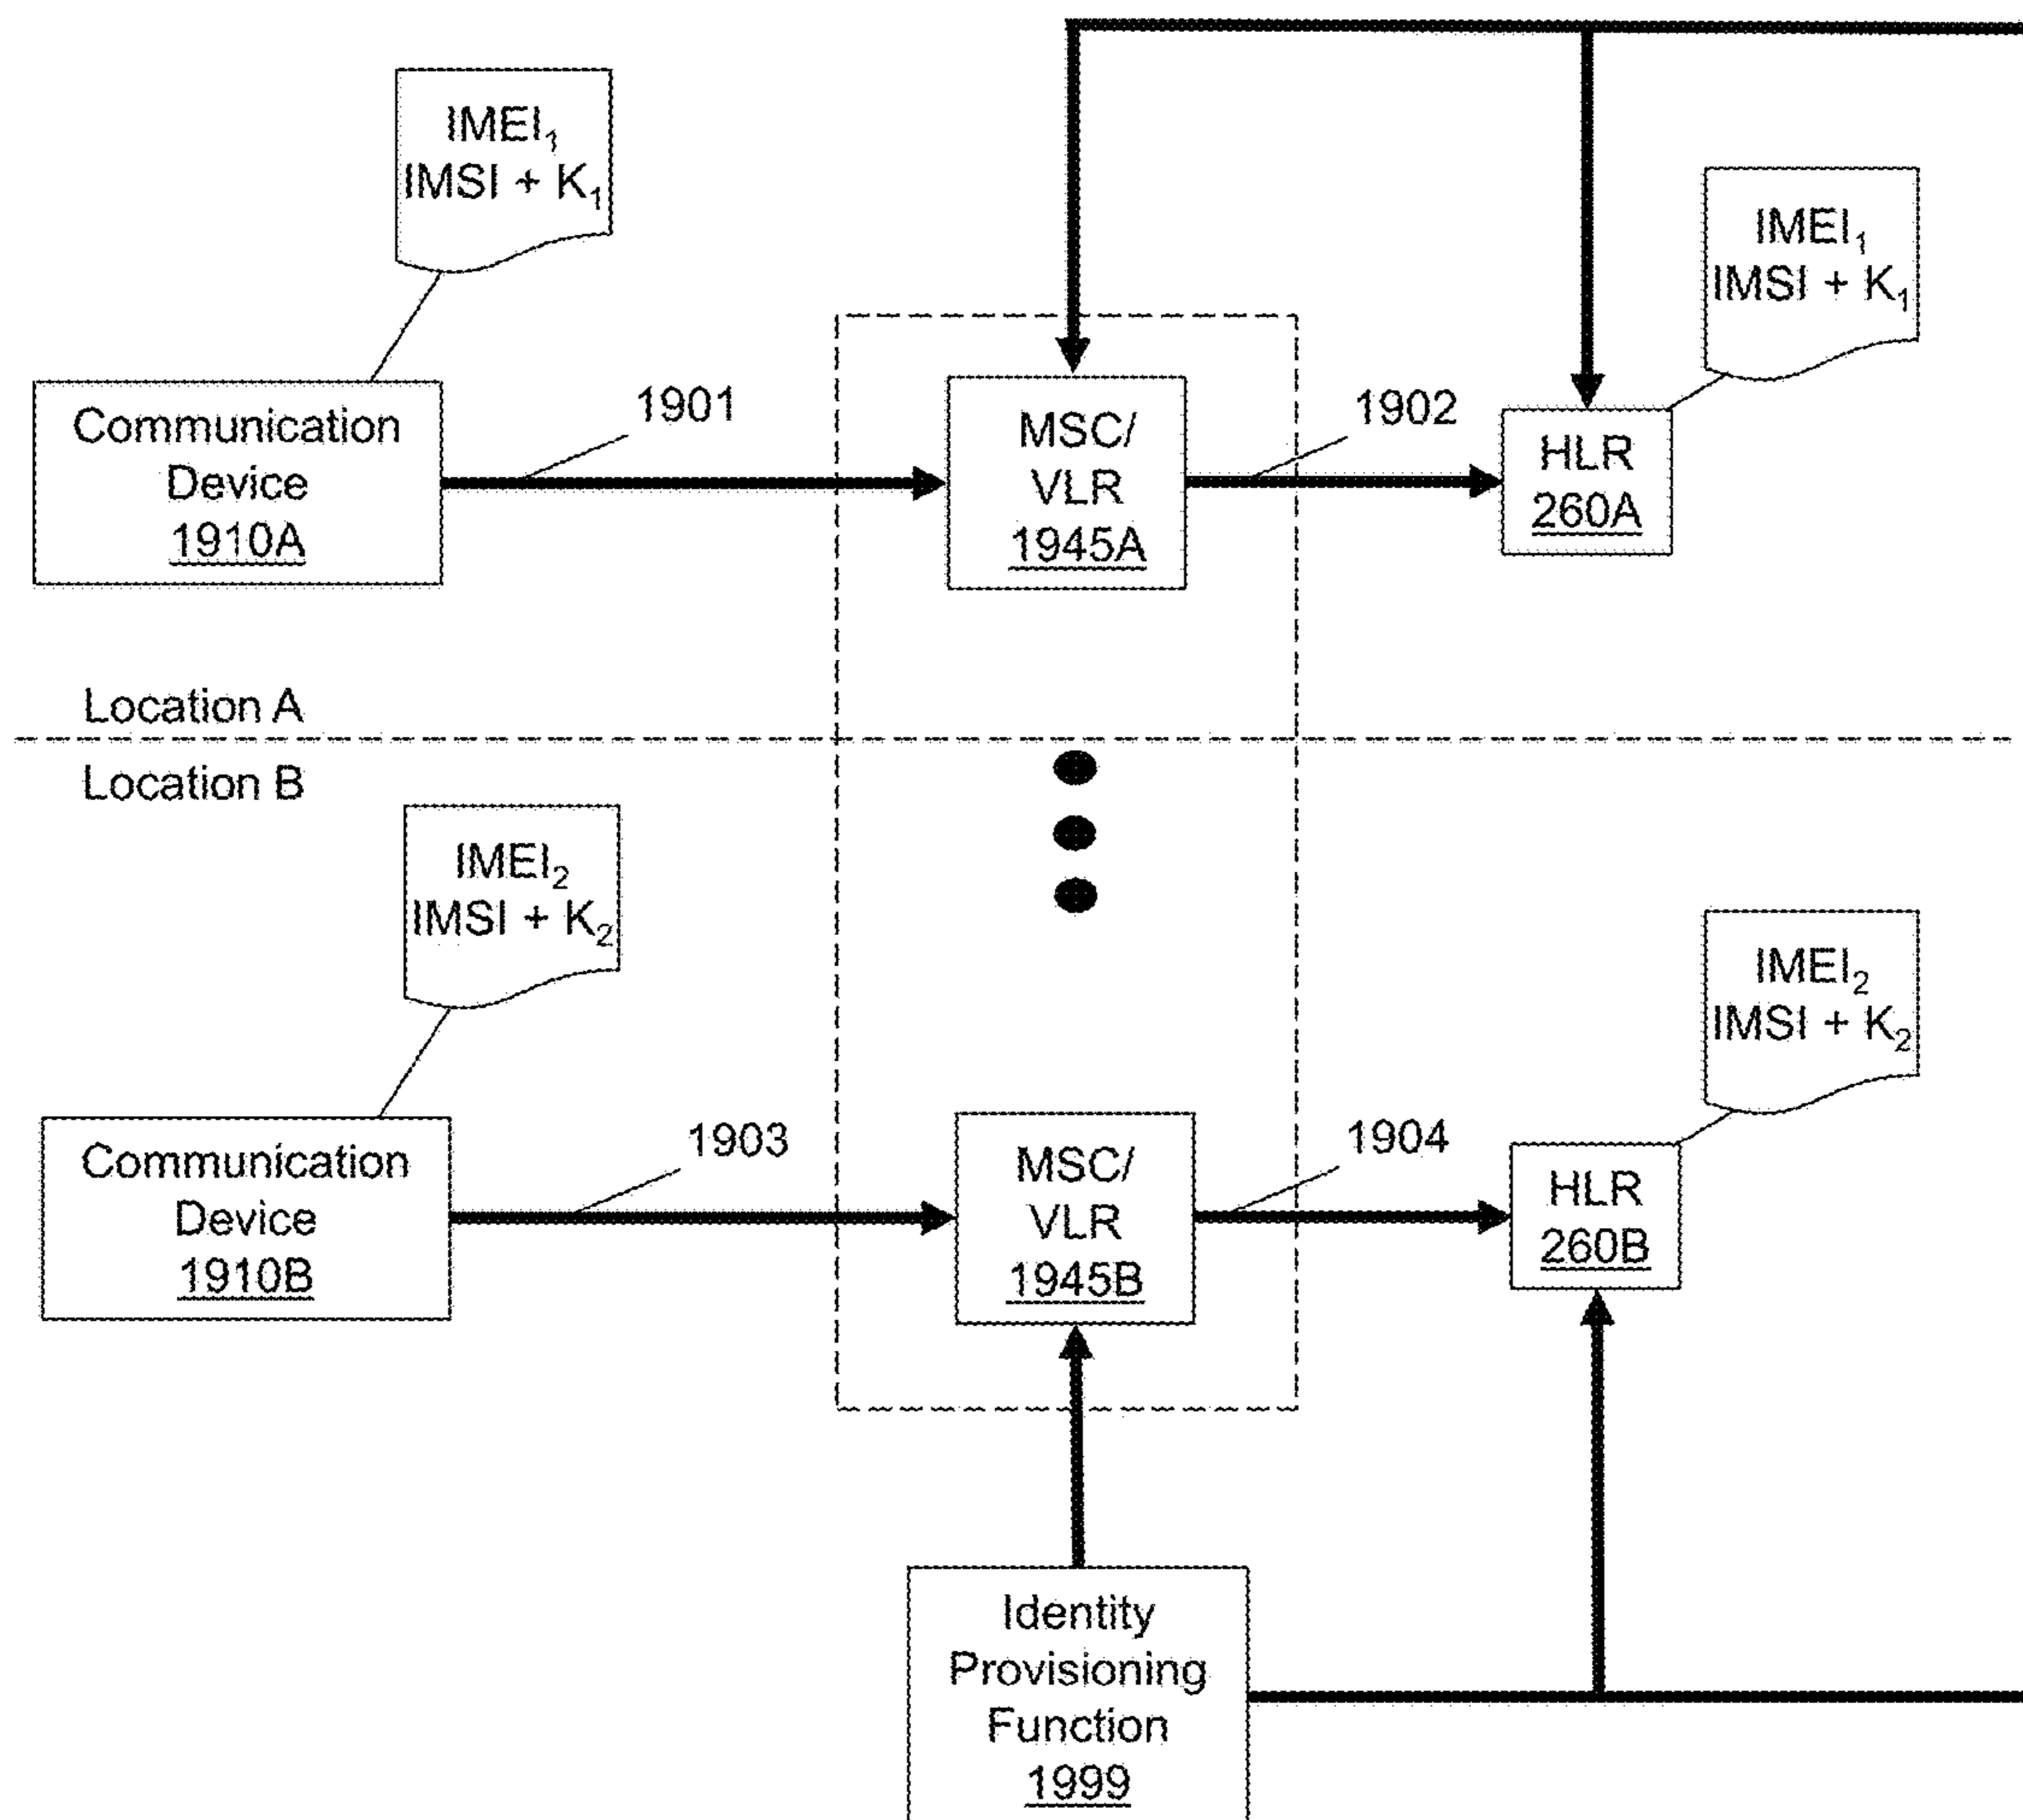 IMEI₁
IMSI + K₁
IMEI₁
IMSI + K₁
Communication
Device
1910A
1901
MSC/
VLR
1945A
1902
HLR
260A
Location A
Location B
IMEI₂
IMSI + K₂
IMEI₂
IMSI + K₂
Communication
Device
1910B
1903
MSC/
VLR
1945B
1904
HLR
260B
Identity
Provisioning
Function
1999